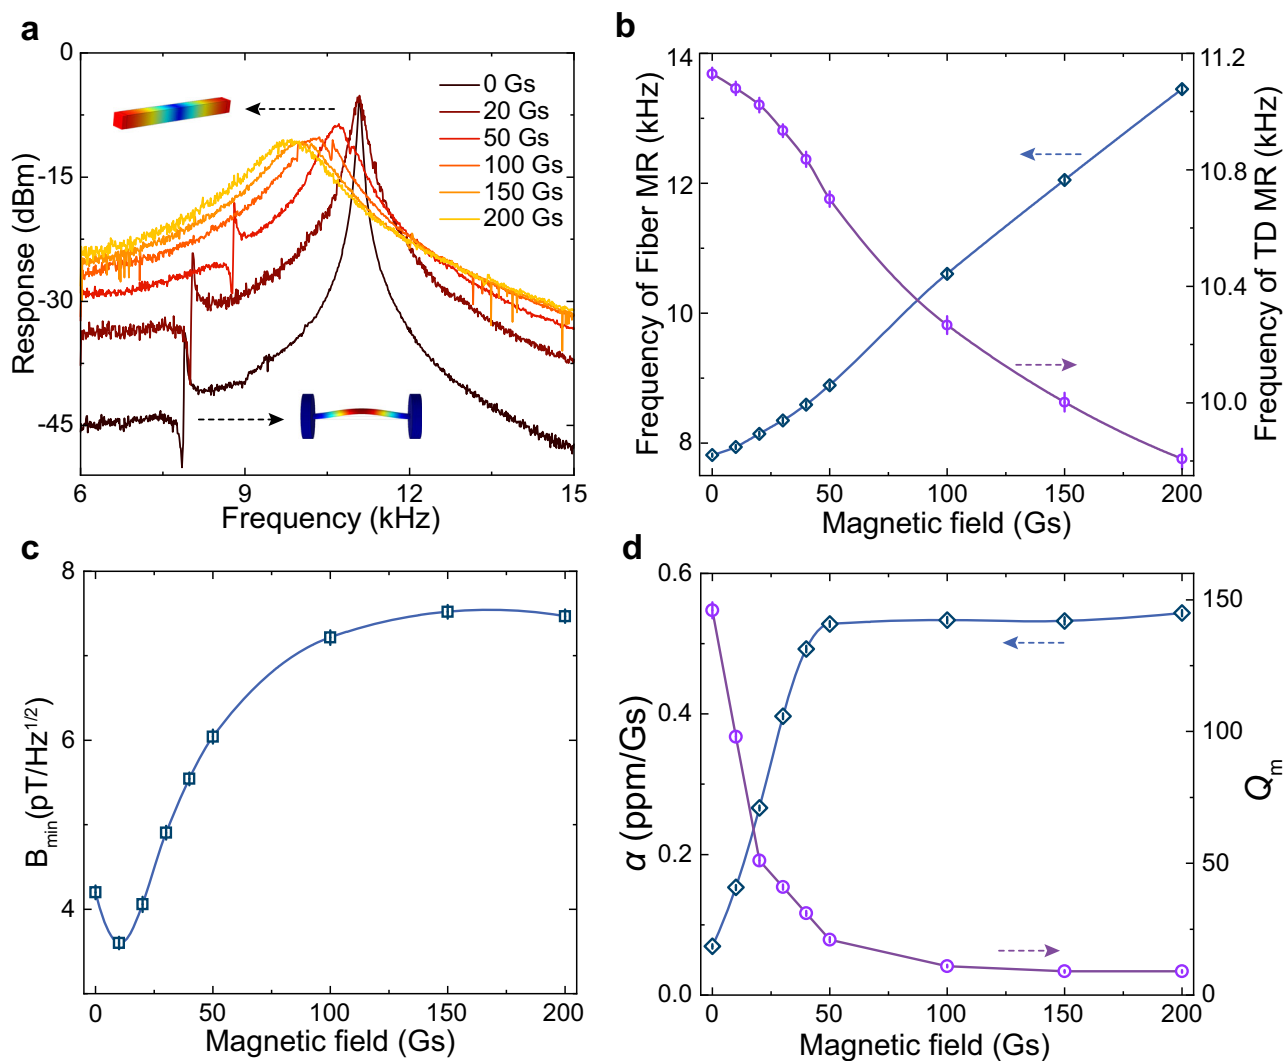 a
0
-15
-30
-45
Response (dBm)
0 Gs
20 Gs
50 Gs
100 Gs
150 Gs
200 Gs
6
9
12
15
Frequency (kHz)
b
14
12
10
8
Frequency of Fiber MR (kHz)
11.2
10.8
10.4
10.0
Frequency of TD MR (kHz)
0
50
100
150
200
Magnetic field (Gs)
c
8
6
4
B_min(pT/Hz^1/2)
0
50
100
150
200
Magnetic field (Gs)
d
0.6
0.4
0.2
0.0
α (ppm/Gs)
150
100
50
0
Q_m
0
50
100
150
200
Magnetic field (Gs)